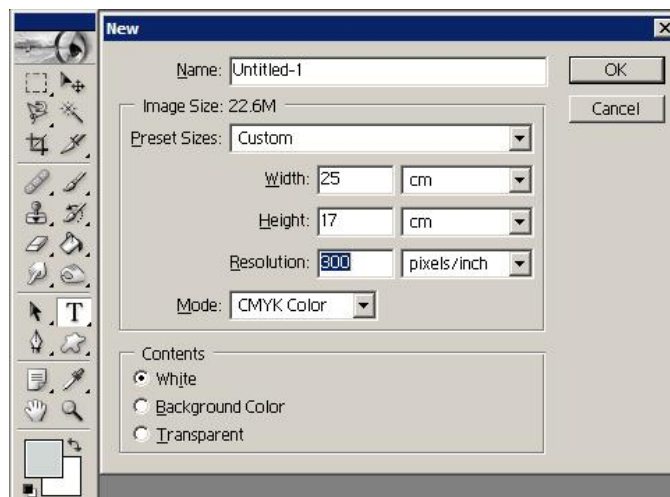 New
Name: Untitled-1
OK
Image Size: 22.6M
Cancel
Preset Sizes: Custom
Width: 25 cm
Height: 17 cm
Resolution: 300 pixels/inch
Mode: CMYK Color
T
Contents
White
Background Color
Transparent